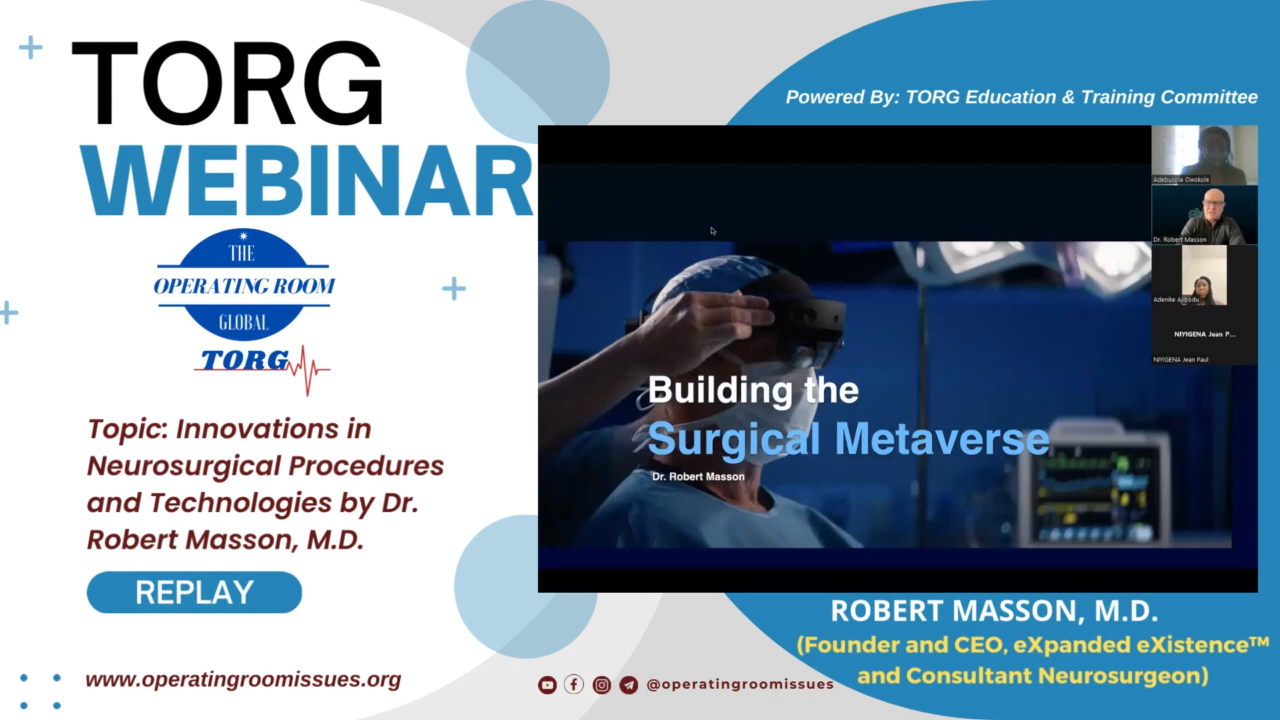 TORG
WEBINAR
THE
OPERATING ROOM
GLOBAL
TORG
Topic: Innovations in
Neurosurgical Procedures
and Technologies by Dr.
Robert Masson, M.D.
REPLAY
www.operatingroomissues.org
Powered By: TORG Education & Training Committee
Adebusola Owokole
Dr. Robert Masson
Adenike
NIYIGENA Jean P...
NIYIGENA Jean Paul
Building the
Surgical Metaverse
Dr. Robert Masson
ROBERT MASSON, M.D.
(Founder and CEO, eXpanded eXistence™
and Consultant Neurosurgeon)
@operatingroomissues